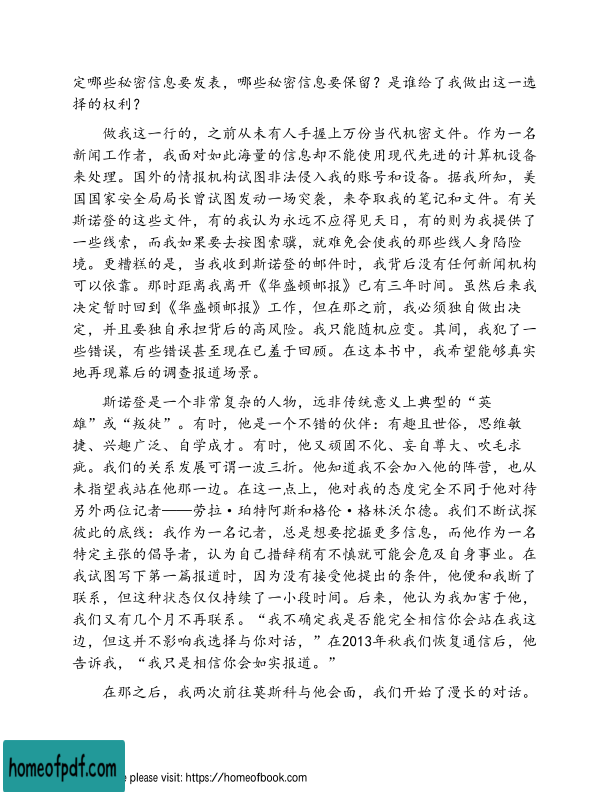 定哪些秘密信息要发表，哪些秘密信息要保留？是谁给了我做出这一选
择的权利？
做我这一行的，之前从未有人手握上万份当代机密文件。作为一名
新闻工作者，我面对如此海量的信息却不能使用现代先进的计算机设备
来处理。国外的情报机构试图非法侵入我的账号和设备。据我所知，美
国国家安全局局长曾试图发动一场突袭，来夺取我的笔记和文件。有关
斯诺登的这些文件，有的我认为永远不应得见天日，有的则为我提供了
一些线索，而我如果要去按图索骥，就难免会使我的那些线人身陷险
境。更糟糕的是，当我收到斯诺登的邮件时，我背后没有任何新闻机构
可以依靠。那时距离我离开《华盛顿邮报》已有三年时间。虽然后来我
决定暂时回到《华盛顿邮报》工作，但在那之前，我必须独自做出决
定，并且要独自承担背后的高风险。我只能随机应变。其间，我犯了一
些错误，有些错误甚至现在已羞于回顾。在这本书中，我希望能够真实
地再现幕后的调查报道场景。
斯诺登是一个非常复杂的人物，远非传统意义上典型的“英
雄”或“叛徒”。有时，他是一个不错的伙伴：有趣且世俗，思维敏
捷、兴趣广泛、自学成才。有时，他又顽固不化、妄自尊大、吹毛求
疵。我们的关系发展可谓一波三折。他知道我不会加入他的阵营，也从
未指望我站在他那一边。在这一点上，他对我的态度完全不同于他对待
另外两位记者——劳拉·珀特阿斯和格伦·格林沃尔德。我们不断试探
彼此的底线：我作为一名记者，总是想要挖掘更多信息，而他作为一名
特定主张的倡导者，认为自己措辞稍有不慎就可能会危及自身事业。在
我试图写下第一篇报道时，因为没有接受他提出的条件，他便和我断了
联系，但这种状态仅仅持续了一小段时间。后来，他认为我加害于他，
我们又有几个月不再联系。“我不确定我是否能完全相信你会站在我这
边，但这并不影响我选择与你对话，”在2013年秋我们恢复通信后，他
告诉我，“我只是相信你会如实报道。”
在那之后，我两次前往莫斯科与他会面，我们开始了漫长的对话。
homeofpdf.com
e please visit: https://homeofbook.com